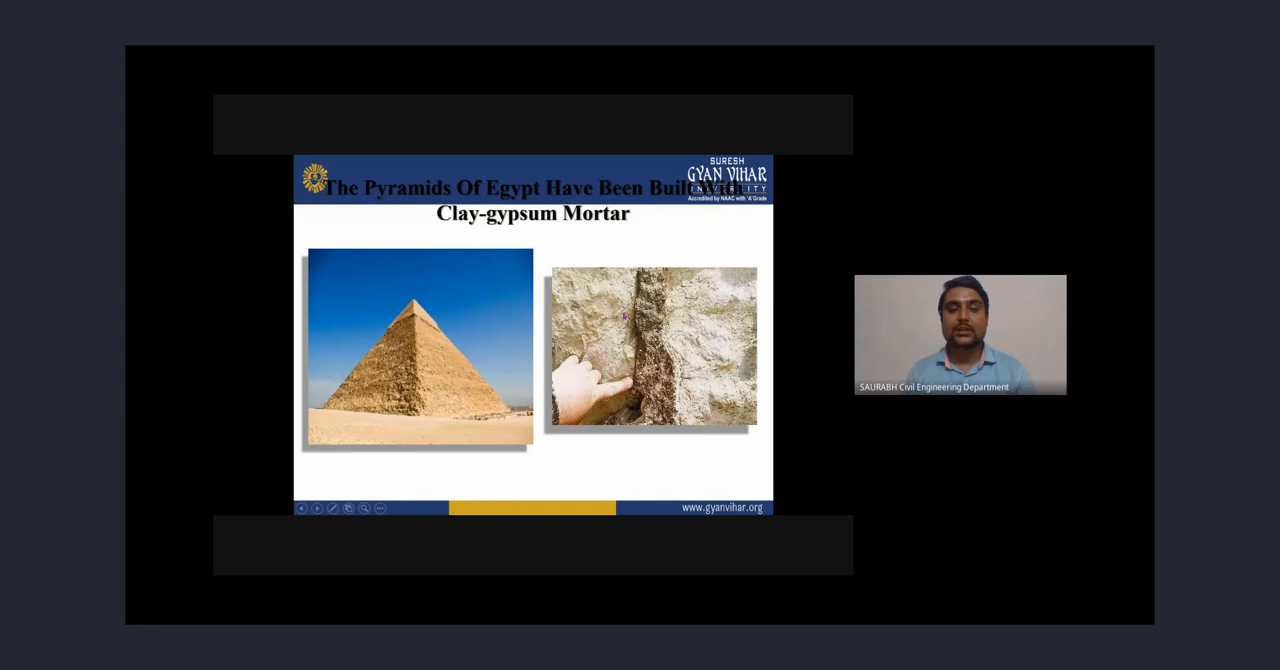 SURESH
GYAN VIHAR
UNIVERSITY
Accredited by NAAC with 'A' Grade
The Pyramids Of Egypt Have Been Built With
Clay-gypsum Mortar
SAURABH Civil Engineering Department
www.gyanvihar.org